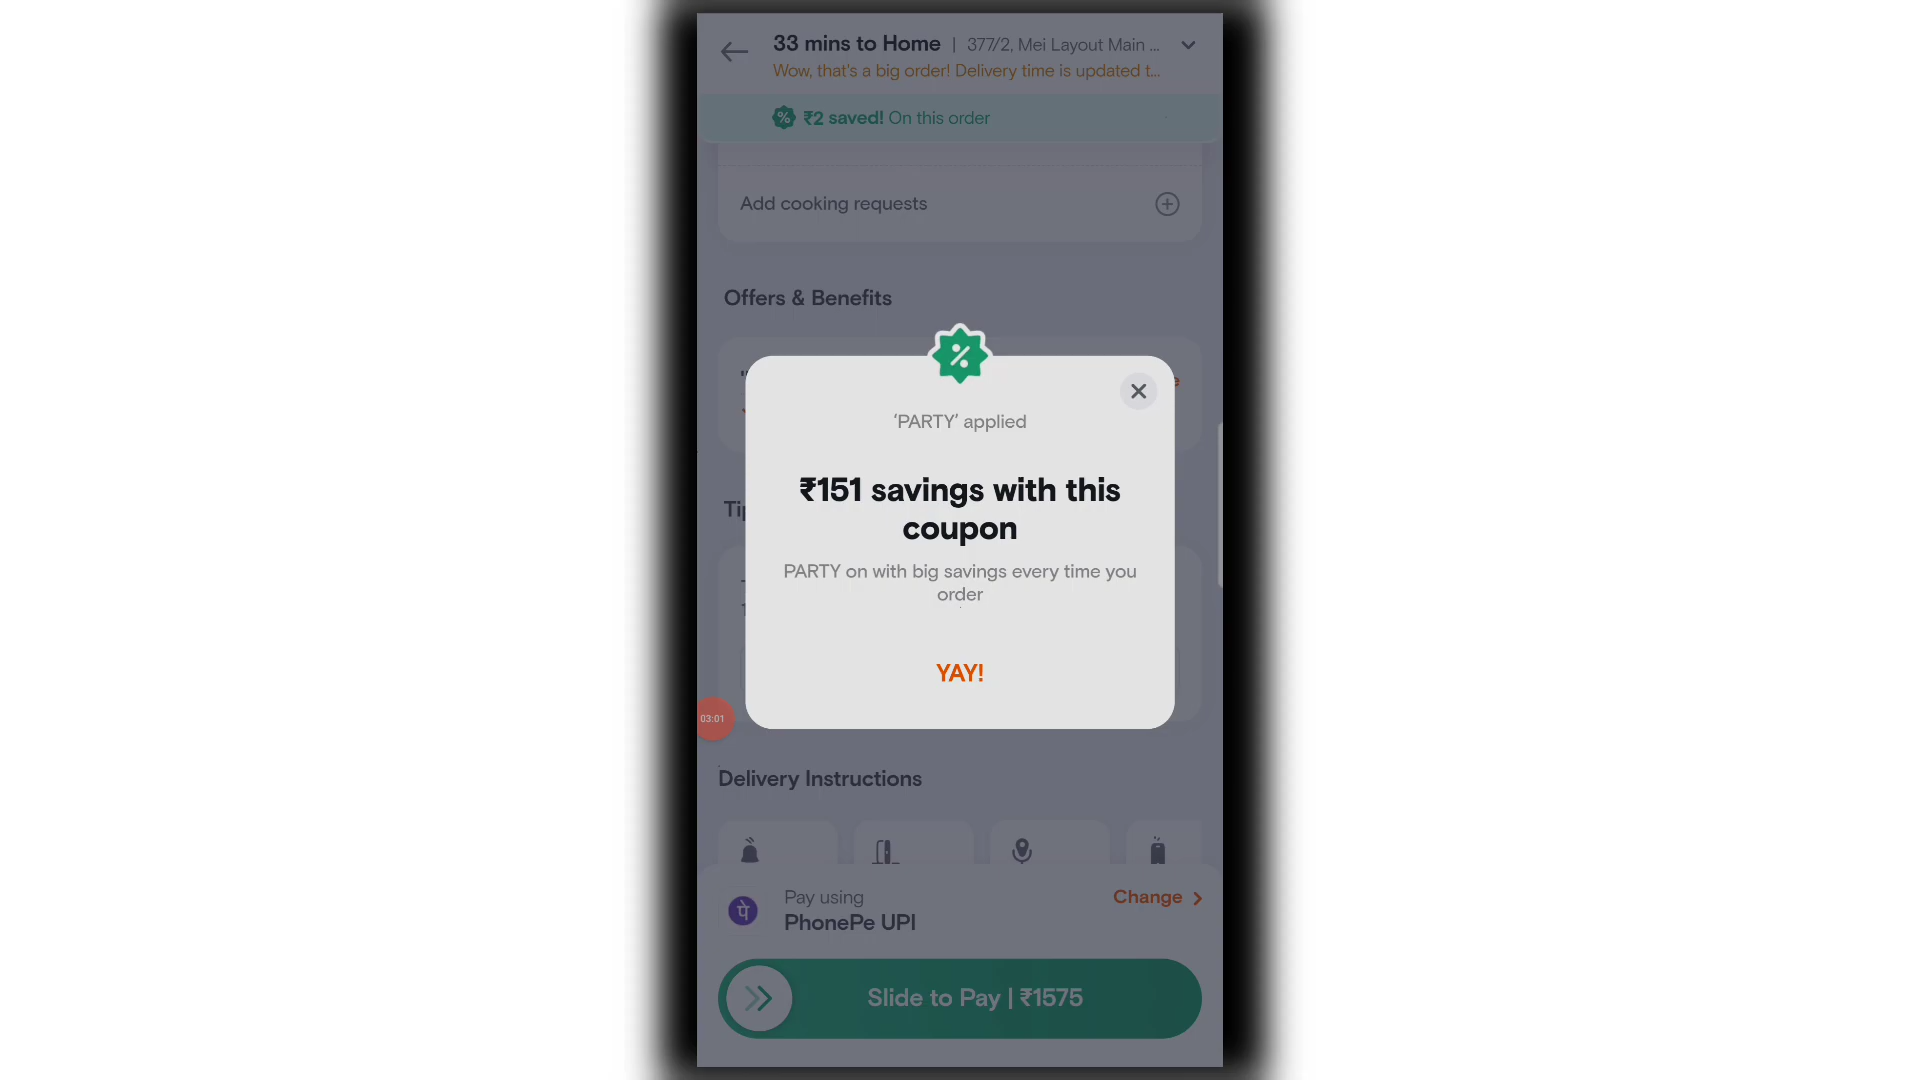 33 mins to Home | 377/2, Mei Layout Main ...
Wow, that's a big order! Delivery time is updated t...
₹2 saved! On this order
Add cooking requests
Offers & Benefits
‘PARTY’ applied
₹151 savings with this
coupon
PARTY on with big savings every time you
order
YAY!
03:01
Delivery Instructions
Pay using
Change
पे
PhonePe UPI
Slide to Pay | ₹1575